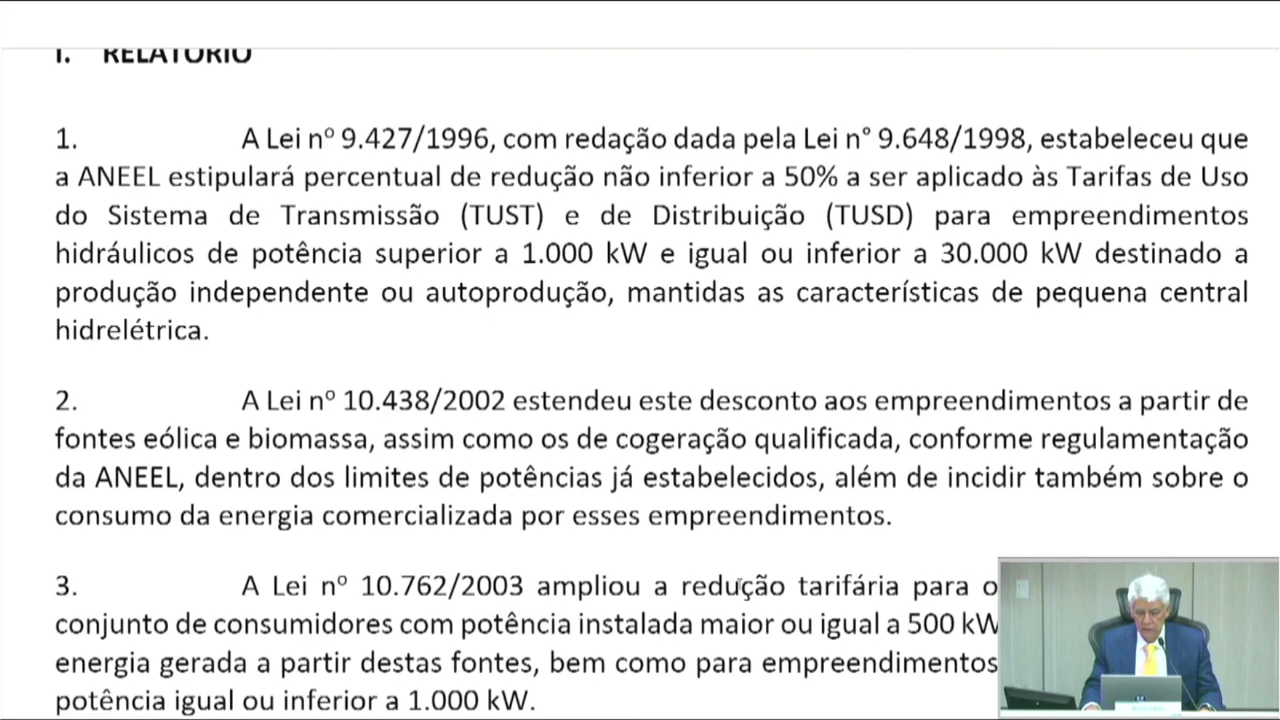 I. RELATÓRIO
1. A Lei nº 9.427/1996, com redação dada pela Lei n° 9.648/1998, estabeleceu que
a ANEEL estipulará percentual de redução não inferior a 50% a ser aplicado às Tarifas de Uso
do Sistema de Transmissão (TUST) e de Distribuição (TUSD) para empreendimentos
hidráulicos de potência superior a 1.000 kW e igual ou inferior a 30.000 kW destinado a
produção independente ou autoprodução, mantidas as características de pequena central
hidrelétrica.
2. A Lei nº 10.438/2002 estendeu este desconto aos empreendimentos a partir de
fontes eólica e biomassa, assim como os de cogeração qualificada, conforme regulamentação
da ANEEL, dentro dos limites de potências já estabelecidos, além de incidir também sobre o
consumo da energia comercializada por esses empreendimentos.
3. A Lei nº 10.762/2003 ampliou a redução tarifária para o
conjunto de consumidores com potência instalada maior ou igual a 500 kW
energia gerada a partir destas fontes, bem como para empreendimentos
potência igual ou inferior a 1.000 kW.